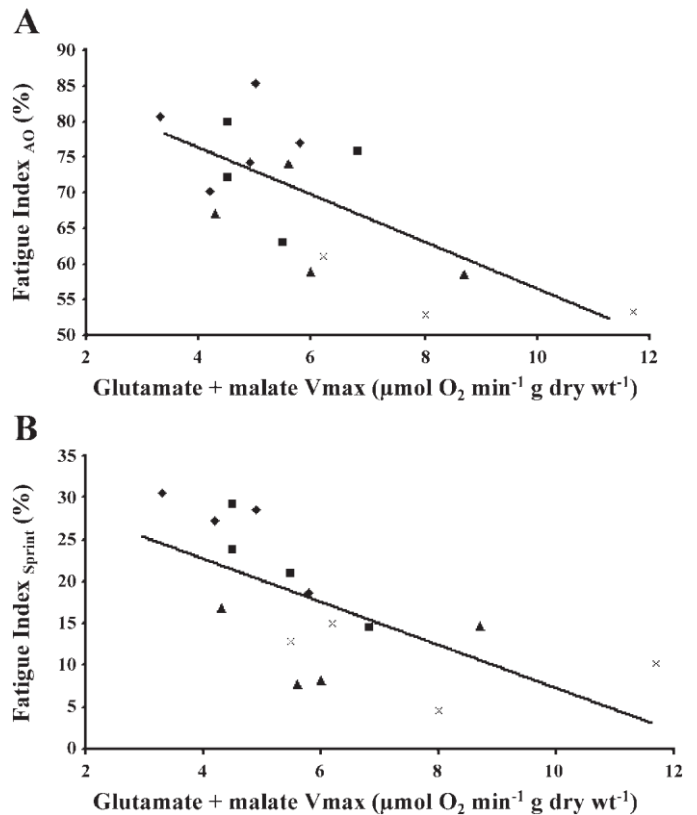 A
Fatigue Index AO (%)
90
85
80
75
70
65
60
55
50
2 4 6 8 10 12
Glutamate + malate Vmax (µmol O2 min-1 g dry wt-1)
B
Fatigue Index Sprint (%)
35
30
25
20
15
10
5
0
2 4 6 8 10 12
Glutamate + malate Vmax (µmol O2 min-1 g dry wt-1)